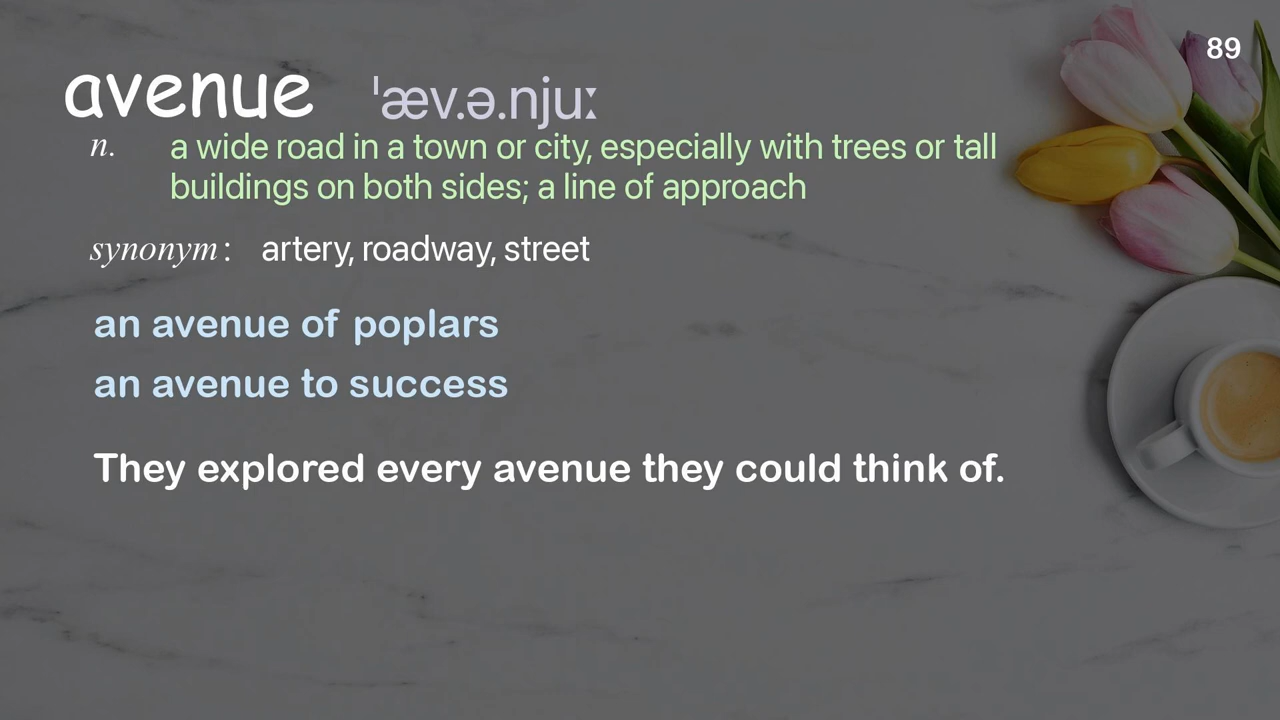 89
avenue ˈæv.ə.njuː
n. a wide road in a town or city, especially with trees or tall
buildings on both sides; a line of approach
synonym: artery, roadway, street
an avenue of poplars
an avenue to success
They explored every avenue they could think of.